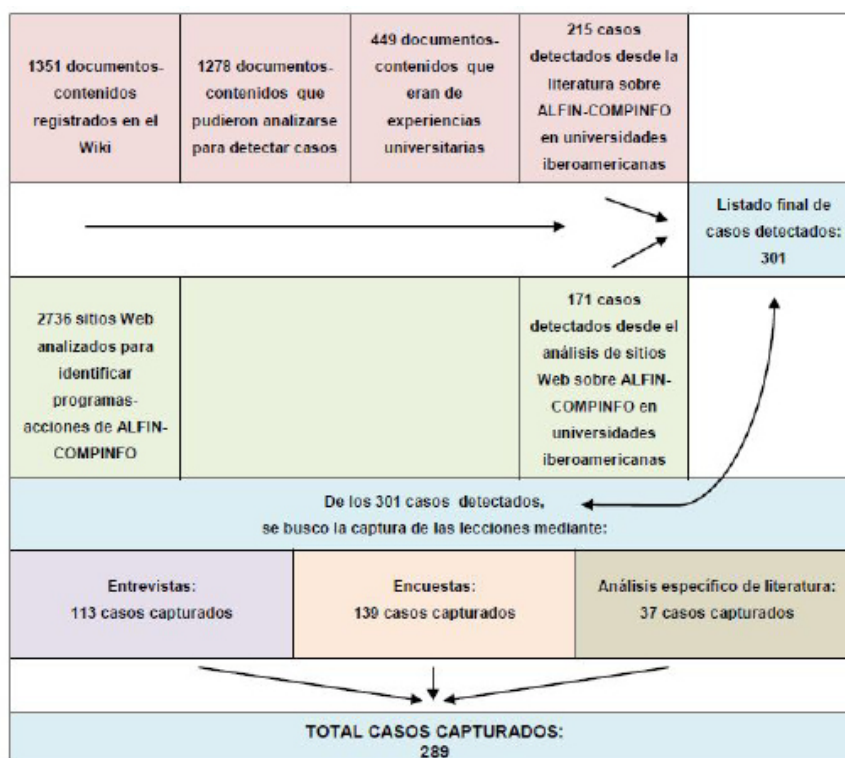 1351 documentos-
contenidos
registrados en el
Wiki
1278 documentos-
contenidos que
pudieron analizarse
para detectar casos
449 documentos-
contenidos que
eran de
experiencias
universitarias
215 casos
detectados desde la
literatura sobre
ALFIN-COMPINFO
en universidades
iberoamericanas
Listado final de
casos detectados:
301
2736 sitios Web
analizados para
identificar
programas-
acciones de ALFIN-
COMPINFO
171 casos
detectados desde el
análisis de sitios
Web sobre ALFIN-
COMPINFO en
universidades
iberoamericanas
De los 301 casos detectados,
se busco la captura de las lecciones mediante:
Entrevistas:
113 casos capturados
Encuestas:
139 casos capturados
Análisis específico de literatura:
37 casos capturados
TOTAL CASOS CAPTURADOS:
289